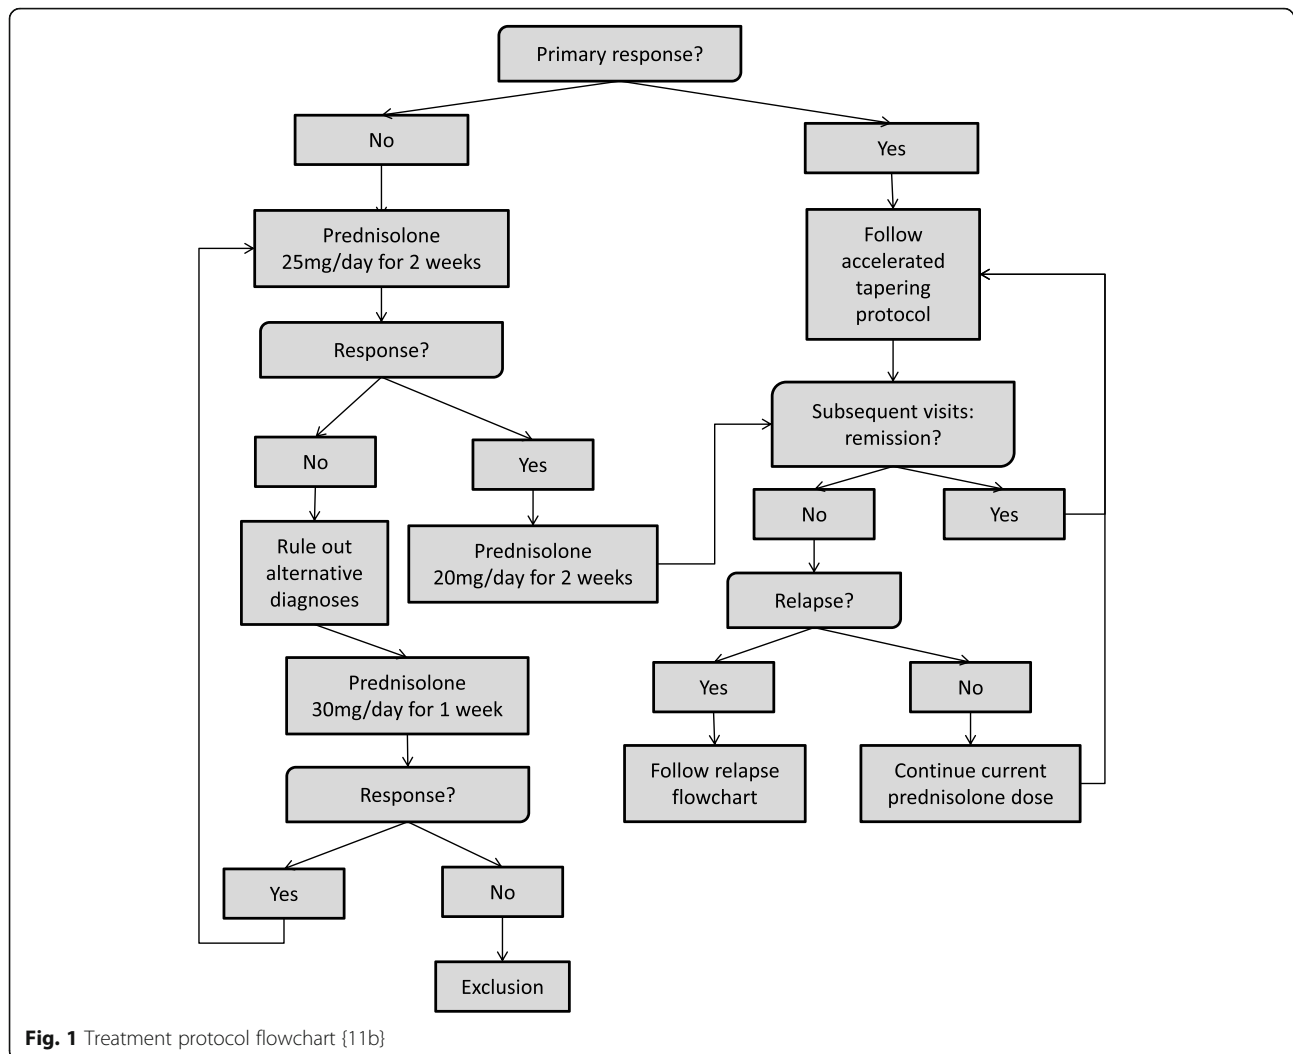 Primary response?
No
Yes
Prednisolone
25mg/day for 2 weeks
Follow
accelerated
tapering
protocol
Response?
Subsequent visits:
remission?
No
Yes
No
Yes
Rule out
alternative
diagnoses
Prednisolone
20mg/day for 2 weeks
Relapse?
Prednisolone
30mg/day for 1 week
Yes
No
Response?
Follow relapse
flowchart
Continue current
prednisolone dose
Yes
No
Exclusion
Fig. 1 Treatment protocol flowchart {11b}